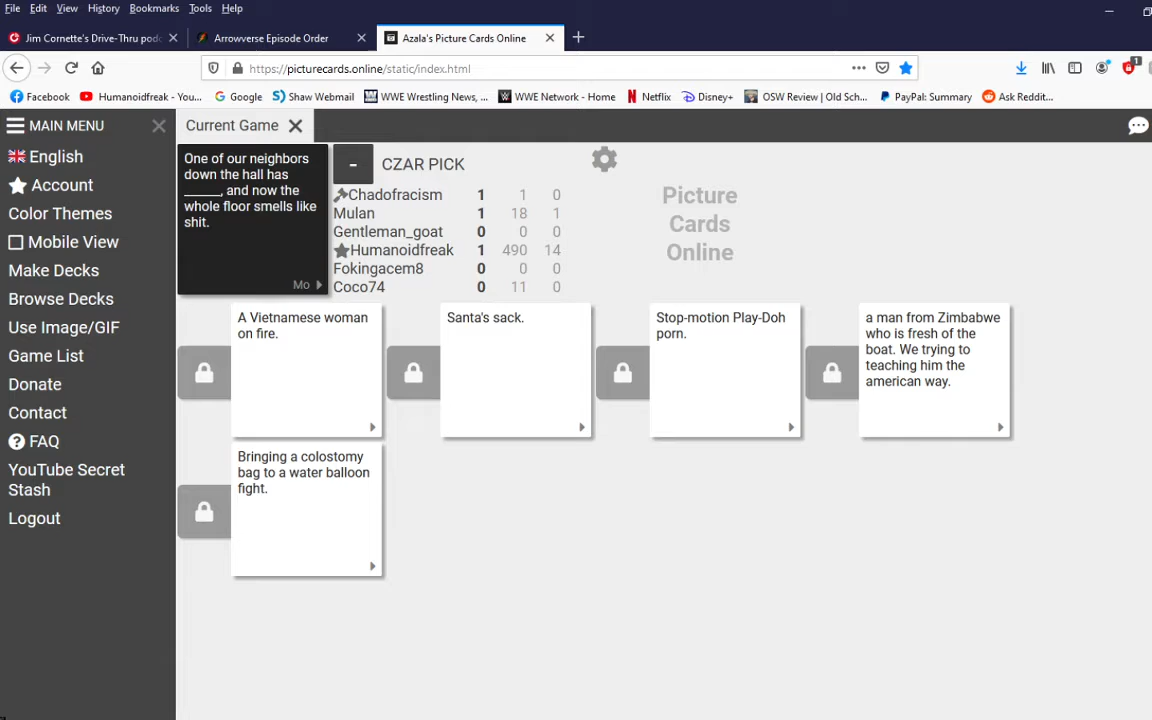 File Edit View History Bookmarks Tools Help
Jim Cornette's Drive-Thru pod
Arrowverse Episode Order
Azala's Picture Cards Online
https://picturecards.online/static/index.html
1
Facebook
Humanoidfreak - You...
Google
Shaw Webmail
WWE Wrestling News, ...
WWE Network - Home
Netflix
Disney+
OSW Review | Old Sch...
PayPal: Summary
Ask Reddit...
MAIN MENU
English
Account
Color Themes
Mobile View
Make Decks
Browse Decks
Use Image/GIF
Game List
Donate
Contact
FAQ
YouTube Secret
Stash
Logout
Current Game
One of our neighbors
down the hall has
______, and now the
whole floor smells like
shit.
Mo
- CZAR PICK
Chadofracism 1 1 0
Mulan 1 18 1
Gentleman_goat 0 0 0
Humanoidfreak 1 490 14
Fokingacem8 0 0 0
Coco74 0 11 0
Picture
Cards
Online
A Vietnamese woman
on fire.
Santa's sack.
Stop-motion Play-Doh
porn.
a man from Zimbabwe
who is fresh of the
boat. We trying to
teaching him the
american way.
Bringing a colostomy
bag to a water balloon
fight.